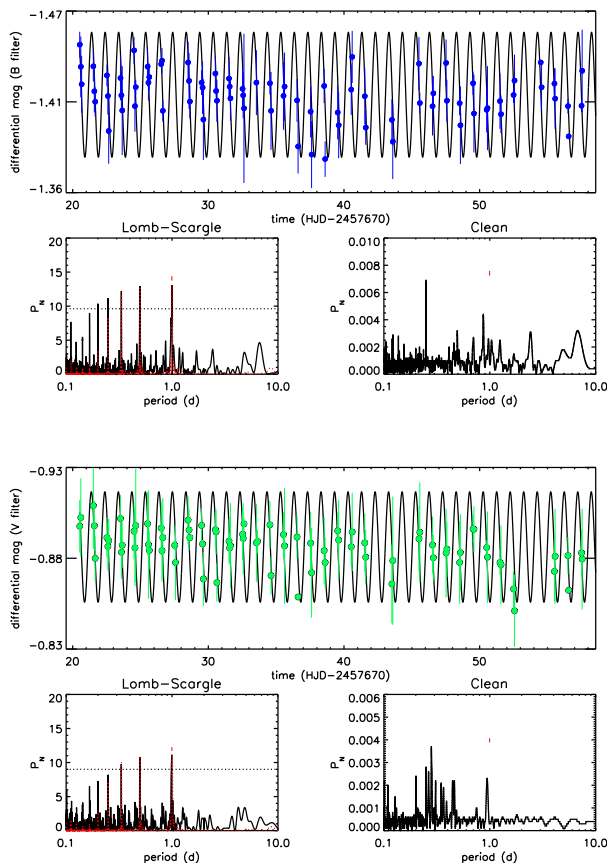 differential mag (B filter)
−1.47
−1.41
−1.36
20 30 40 50
time (HJD−2457670)
Lomb−Scargle
P_N
20
15
10
5
0
0.1 1.0 10.0
period (d)
Clean
P_N
0.010
0.008
0.006
0.004
0.002
0.000
0.1 1.0 10.0
period (d)
differential mag (V filter)
−0.93
−0.88
−0.83
20 30 40 50
time (HJD−2457670)
Lomb−Scargle
P_N
20
15
10
5
0
0.1 1.0 10.0
period (d)
Clean
P_N
0.006
0.005
0.004
0.003
0.002
0.001
0.000
0.1 1.0 10.0
period (d)